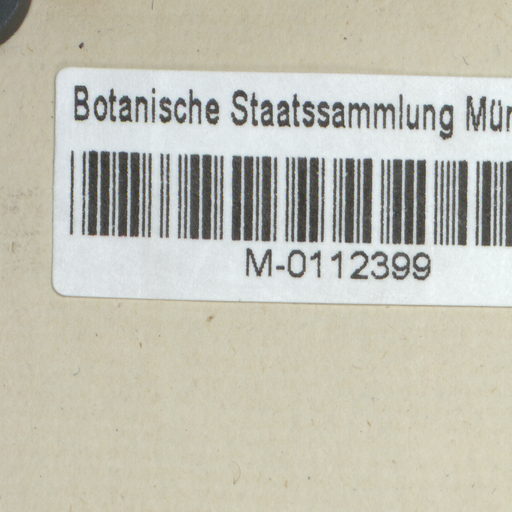 Botanische Staatssammlung Mün
M-0112399